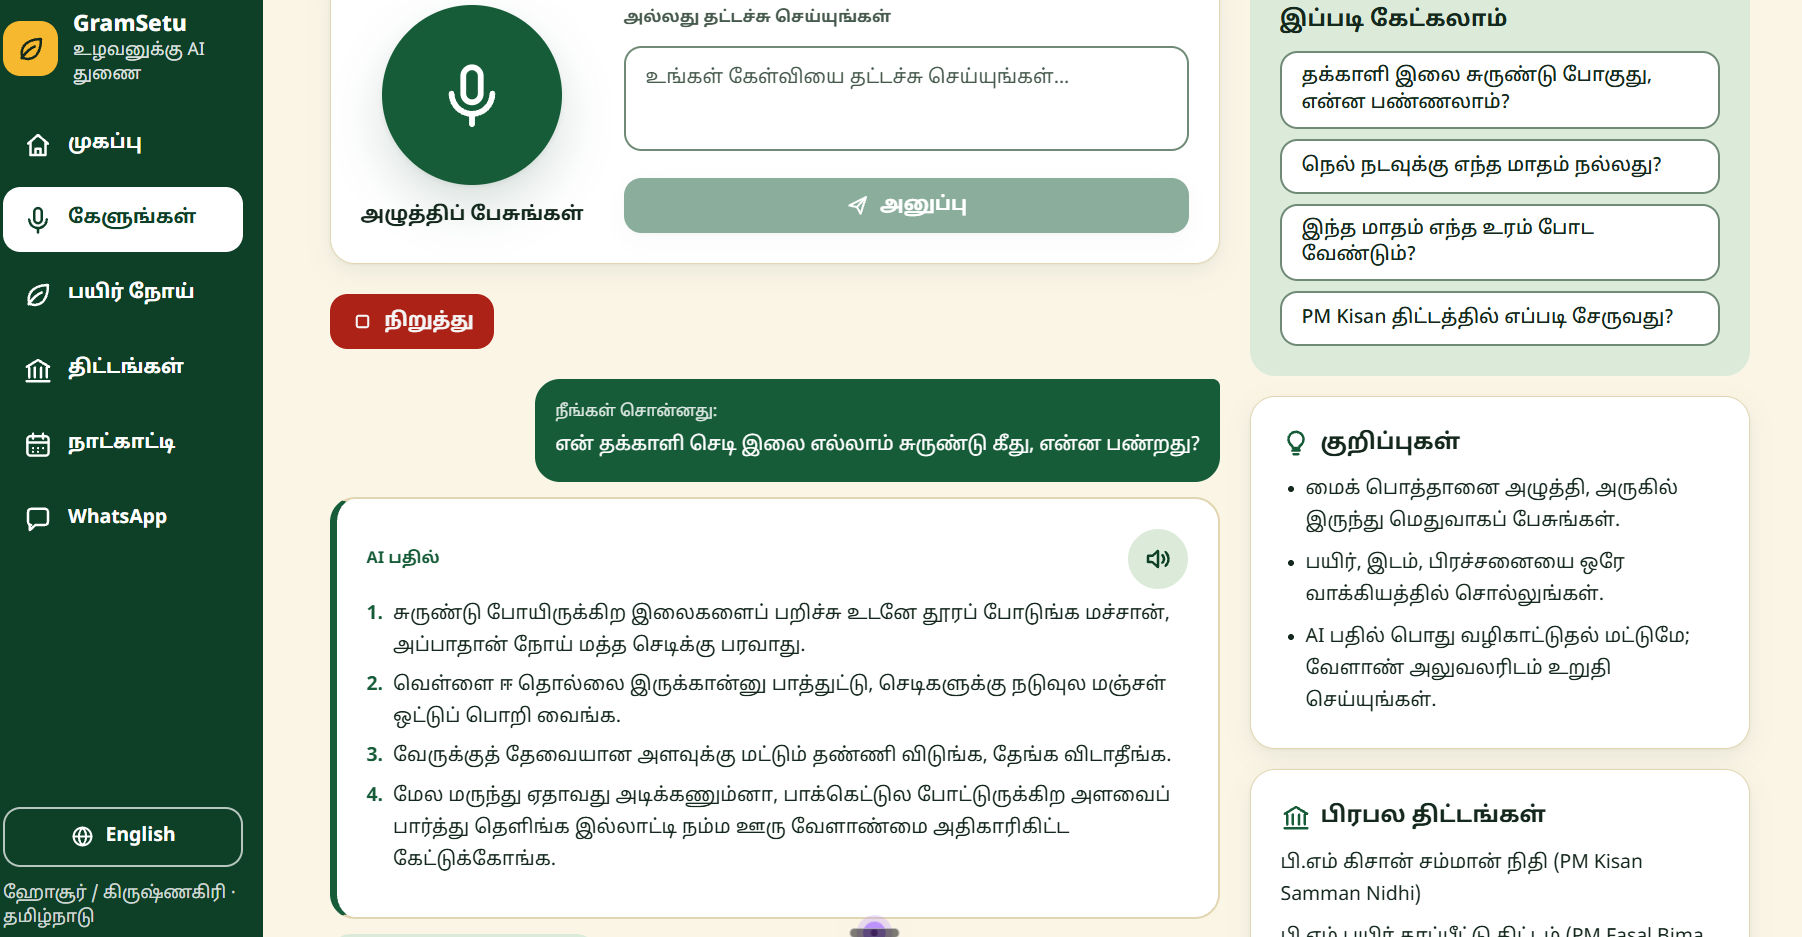 GramSetu
உழவனுக்கு AI
துணை
முகப்பு
கேளுங்கள்
பயிர் நோய்
திட்டங்கள்
நாட்காட்டி
WhatsApp
English
ஹோசூர் / கிருஷ்ணகிரி ·
தமிழ்நாடு
அழுத்திப் பேசுங்கள்
அல்லது தட்டச்சு செய்யுங்கள்
உங்கள் கேள்வியை தட்டச்சு செய்யுங்கள்...
அனுப்பு
நிறுத்து
நீங்கள் சொன்னது:
என் தக்காளி செடி இலை எல்லாம் சுருண்டு கீது, என்ன பண்றது?
AI பதில்
1. சுருண்டு போயிருக்கிற இலைகளைப் பறிச்சு உடனே தூரப் போடுங்க மச்சான்,
அப்பாதான் நோய் மத்த செடிக்கு பரவாது.
2. வெள்ளை ஈ தொல்லை இருக்கான்னு பாத்துட்டு, செடிகளுக்கு நடுவுல மஞ்சள்
ஒட்டுப் பொறி வைங்க.
3. வேருக்குத் தேவையான அளவுக்கு மட்டும் தண்ணி விடுங்க, தேங்க விடாதீங்க.
4. மேல மருந்து ஏதாவது அடிக்கணும்னா, பாக்கெட்டுல போட்டுருக்கிற அளவைப்
பார்த்து தெளிங்க இல்லாட்டி நம்ம ஊரு வேளாண்மை அதிகாரிகிட்ட
கேட்டுக்கோங்க.
இப்படி கேட்கலாம்
தக்காளி இலை சுருண்டு போகுது,
என்ன பண்ணலாம்?
நெல் நடவுக்கு எந்த மாதம் நல்லது?
இந்த மாதம் எந்த உரம் போட
வேண்டும்?
PM Kisan திட்டத்தில் எப்படி சேருவது?
குறிப்புகள்
• மைக் பொத்தானை அழுத்தி, அருகில்
இருந்து மெதுவாகப் பேசுங்கள்.
• பயிர், இடம், பிரச்சனையை ஒரே
வாக்கியத்தில் சொல்லுங்கள்.
• AI பதில் பொது வழிகாட்டுதல் மட்டுமே;
வேளாண் அலுவலரிடம் உறுதி
செய்யுங்கள்.
பிரபல திட்டங்கள்
பி.எம் கிசான் சம்மான் நிதி (PM Kisan
Samman Nidhi)
பி.எம் பயிர் காப்பீட்டு திட்டம் (PM Fasal Bima